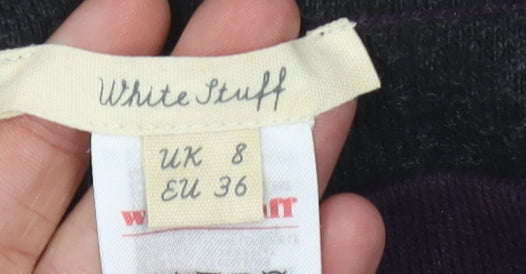 White Stuff
UK 8
EU 36